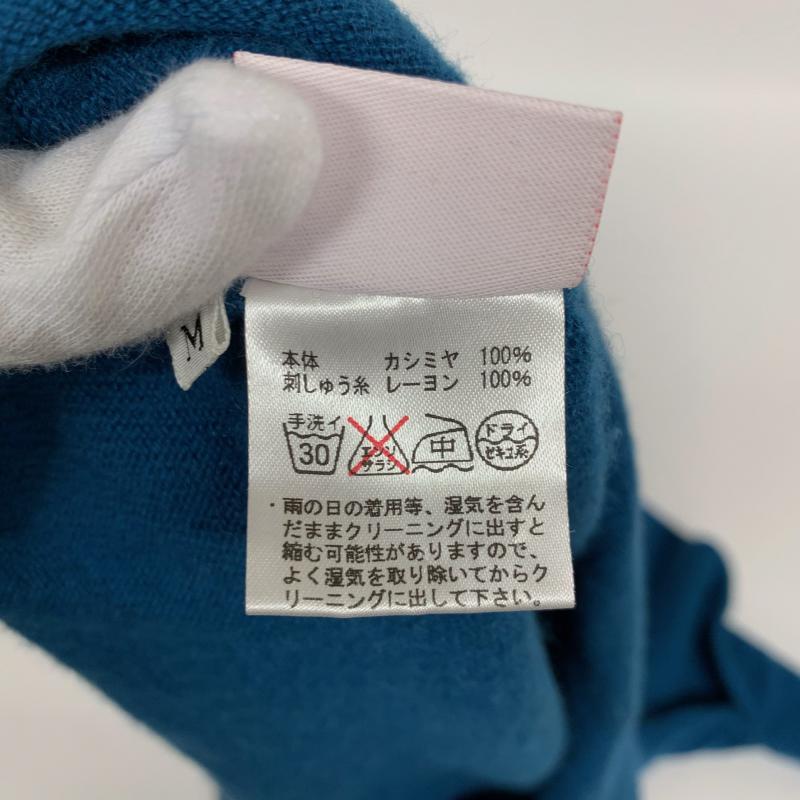 M
本体 カシミヤ 100%
刺しゅう糸 レーヨン 100%
手洗イ 30
エンソ サラシ
中
ドライ セキユ系
・雨の日の着用等、湿気を含ん
だままクリーニングに出すと
縮む可能性がありますので、
よく湿気を取り除いてからク
リーニングに出して下さい。